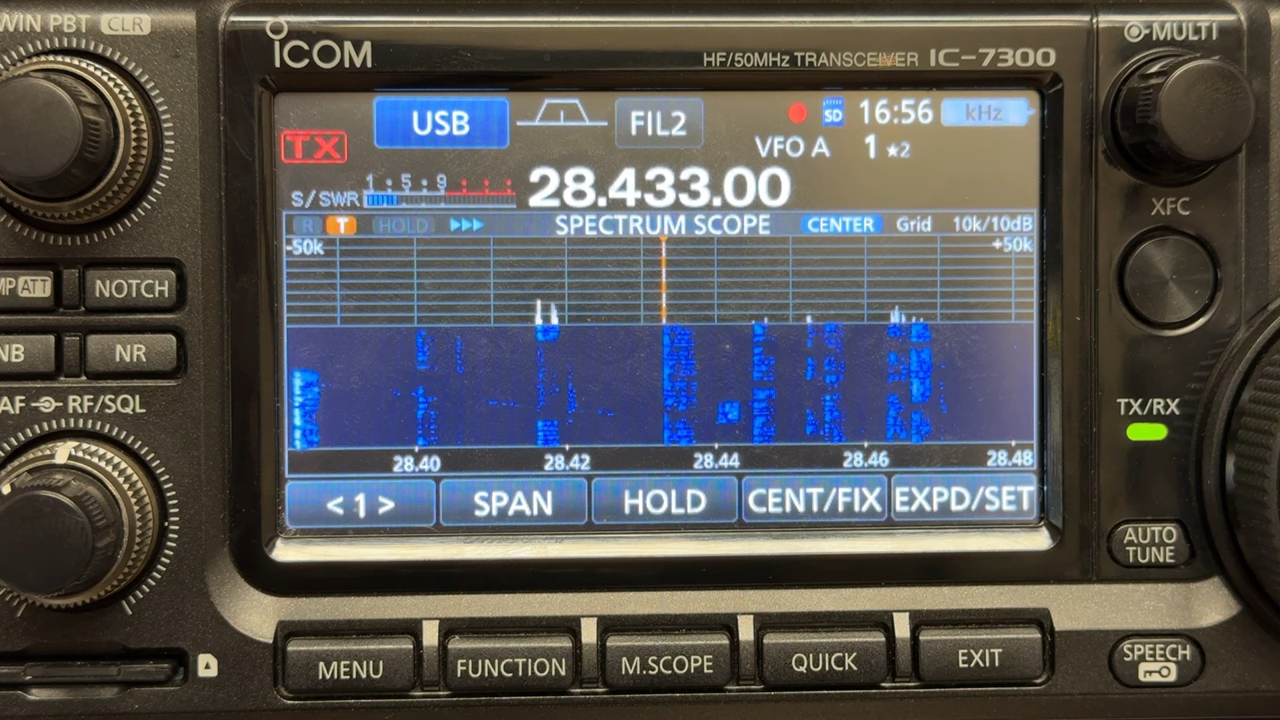 WIN PBT CLR
ICOM
HF/50MHz TRANSCEIVER IC-7300
MULTI
USB
FIL2
SD
16:56
kHz
TX
VFO A
1 ★2
S/SWR
1 : 5 : 9
28.433.00
XFC
R T HOLD ▶▶▶ SPECTRUM SCOPE CENTER Grid 10k/10dB
-50k
+50k
ATT
NOTCH
NB
NR
AF RF/SQL
TX/RX
28.40 28.42 28.44 28.46 28.48
< 1 >
SPAN
HOLD
CENT/FIX
EXPD/SET
AUTO
TUNE
MENU
FUNCTION
M.SCOPE
QUICK
EXIT
SPEECH